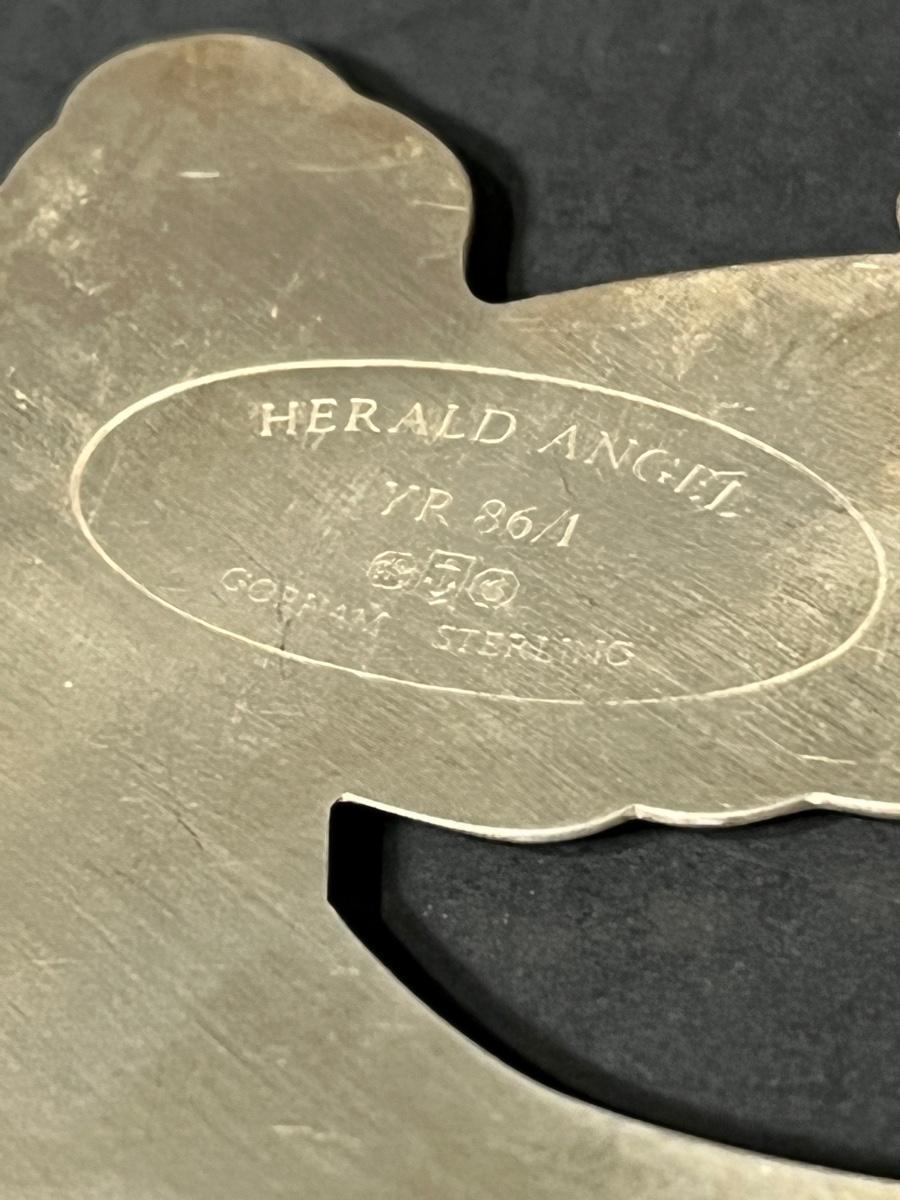 HERALD ANGEL
YR 86/1
GORHAM STERLING